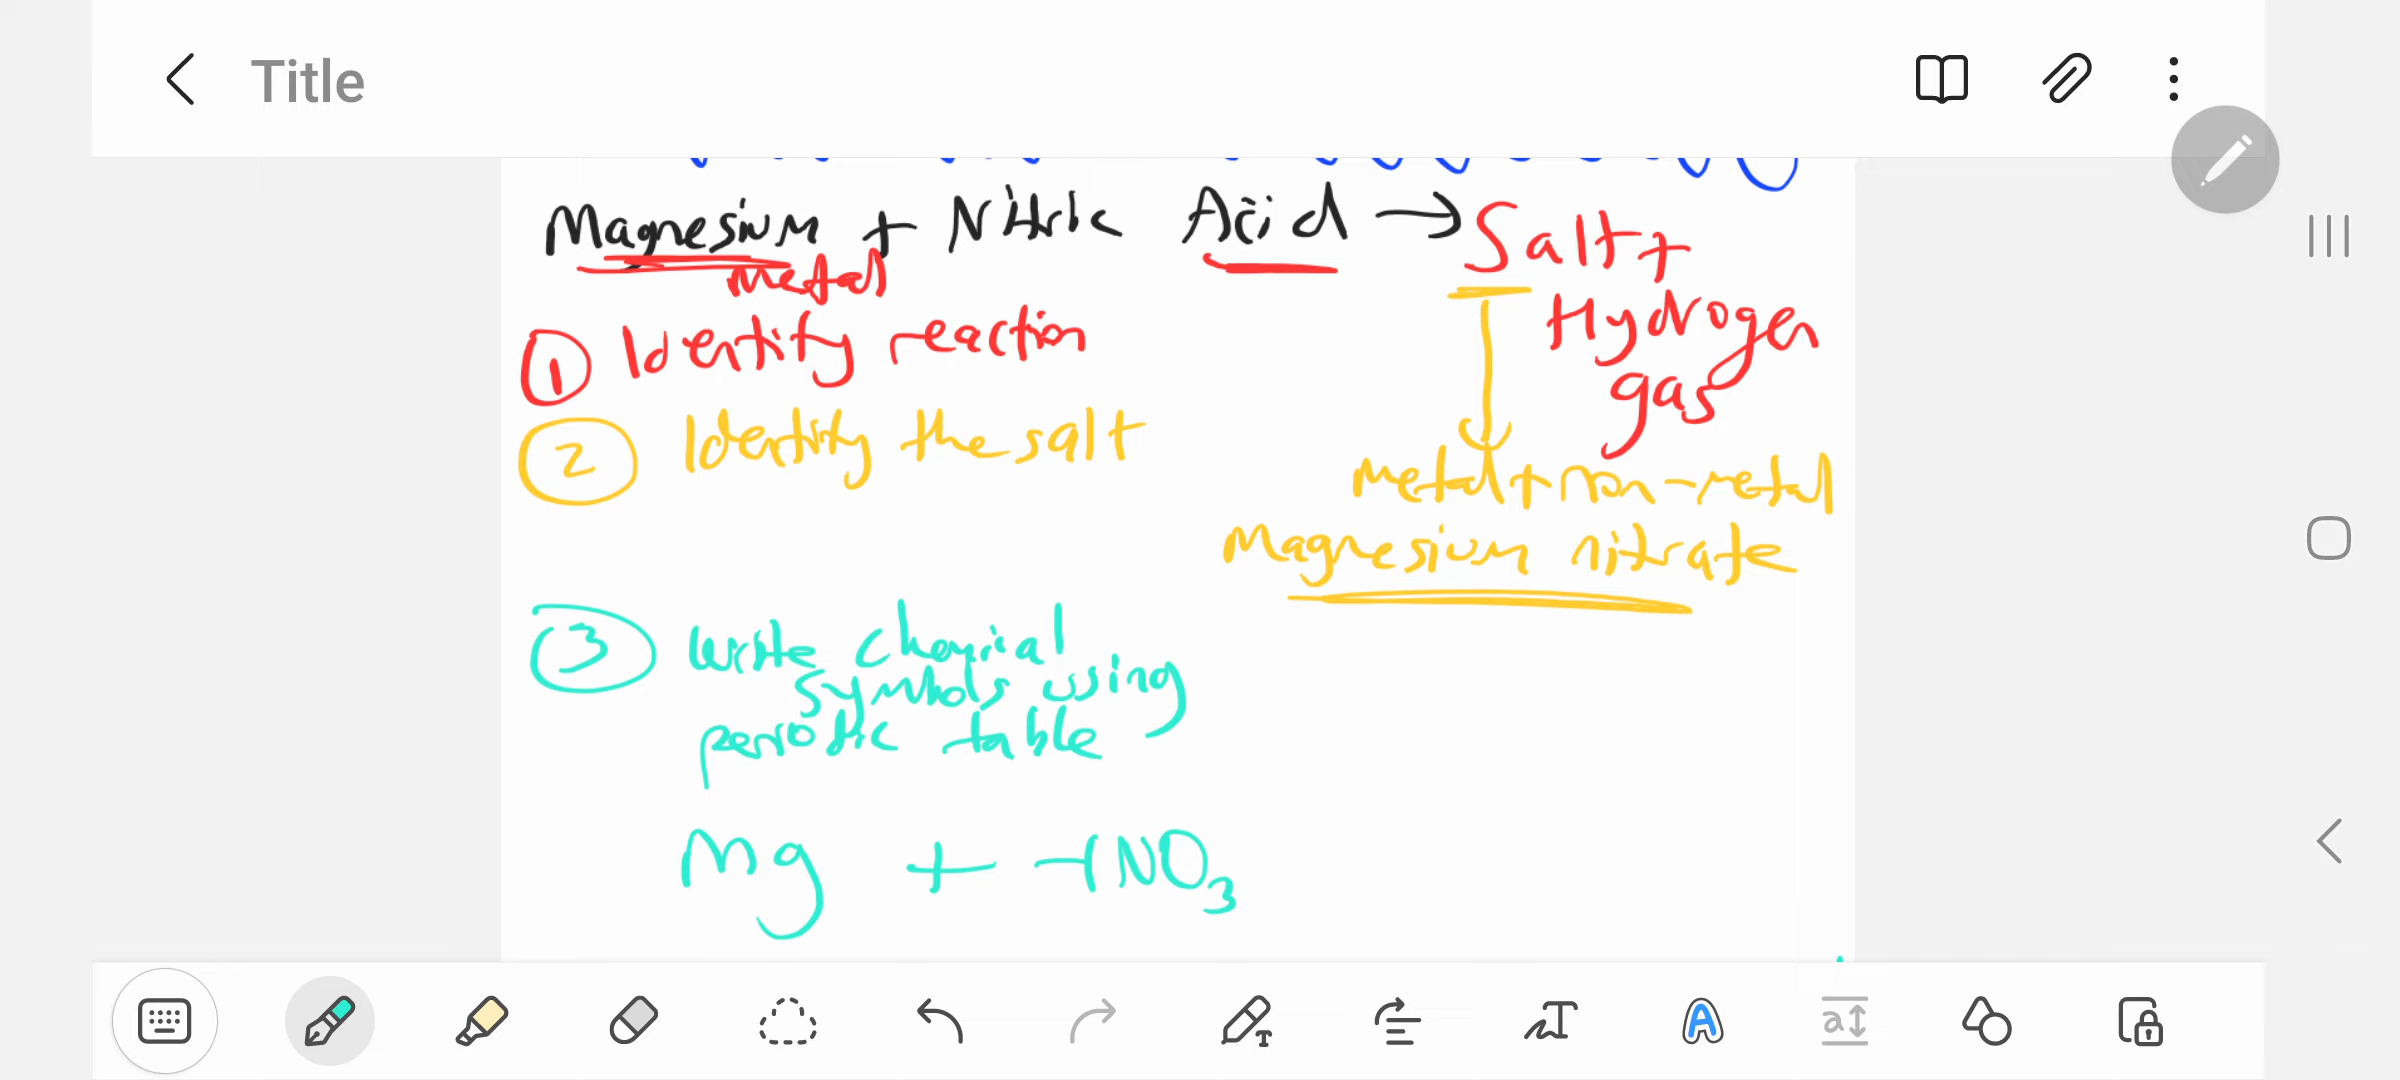 Title
Magnesium + Nitric Acid → Salt +
metal
Hydrogen
gas
① Identify reaction
② Identity the salt
metal + non-metal
Magnesium nitrate
③ write chemical
symbols using
periodic table
Mg + HNO₃